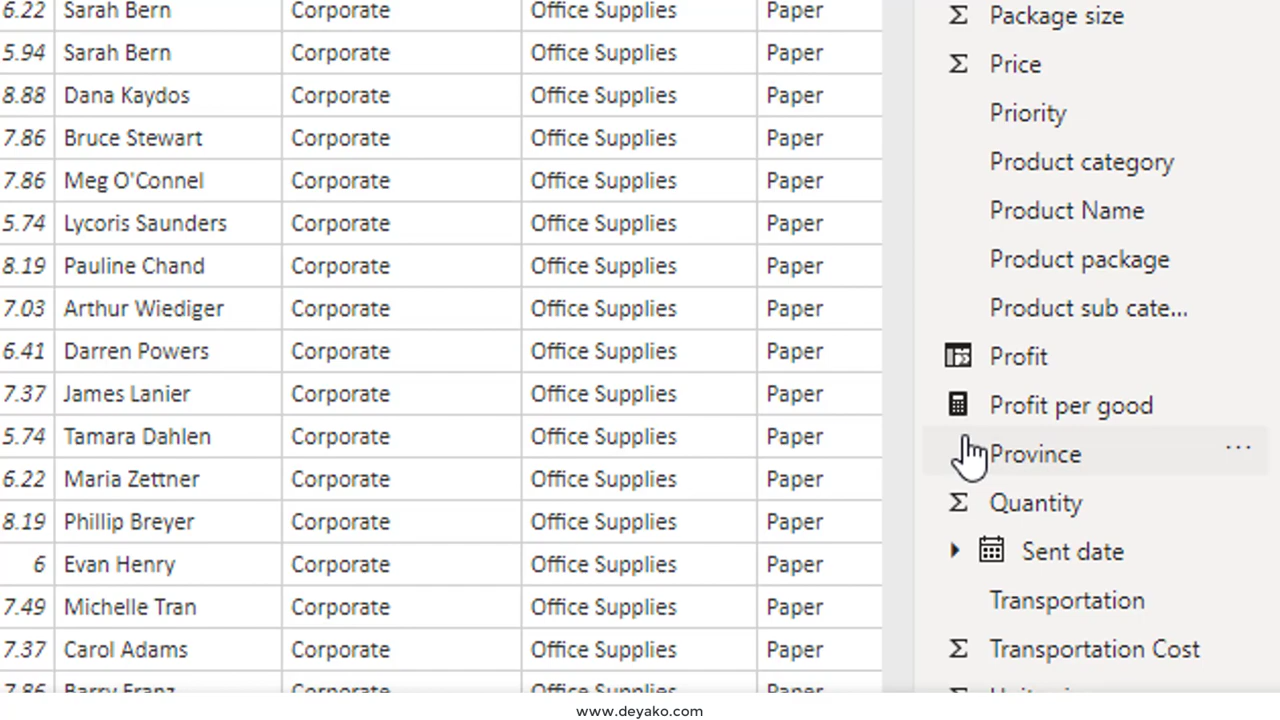 6.22 Sarah Bern Corporate Office Supplies Paper
5.94 Sarah Bern Corporate Office Supplies Paper
8.88 Dana Kaydos Corporate Office Supplies Paper
7.86 Bruce Stewart Corporate Office Supplies Paper
7.86 Meg O'Connel Corporate Office Supplies Paper
5.74 Lycoris Saunders Corporate Office Supplies Paper
8.19 Pauline Chand Corporate Office Supplies Paper
7.03 Arthur Wiediger Corporate Office Supplies Paper
6.41 Darren Powers Corporate Office Supplies Paper
7.37 James Lanier Corporate Office Supplies Paper
5.74 Tamara Dahlen Corporate Office Supplies Paper
6.22 Maria Zettner Corporate Office Supplies Paper
8.19 Phillip Breyer Corporate Office Supplies Paper
6 Evan Henry Corporate Office Supplies Paper
7.49 Michelle Tran Corporate Office Supplies Paper
7.37 Carol Adams Corporate Office Supplies Paper
7.86 Barry Franz Corporate Office Supplies Paper
Σ Package size
Σ Price
Priority
Product category
Product Name
Product package
Product sub cate...
Profit
Profit per good
Province ...
Σ Quantity
Sent date
Transportation
Σ Transportation Cost
www.deyako.com